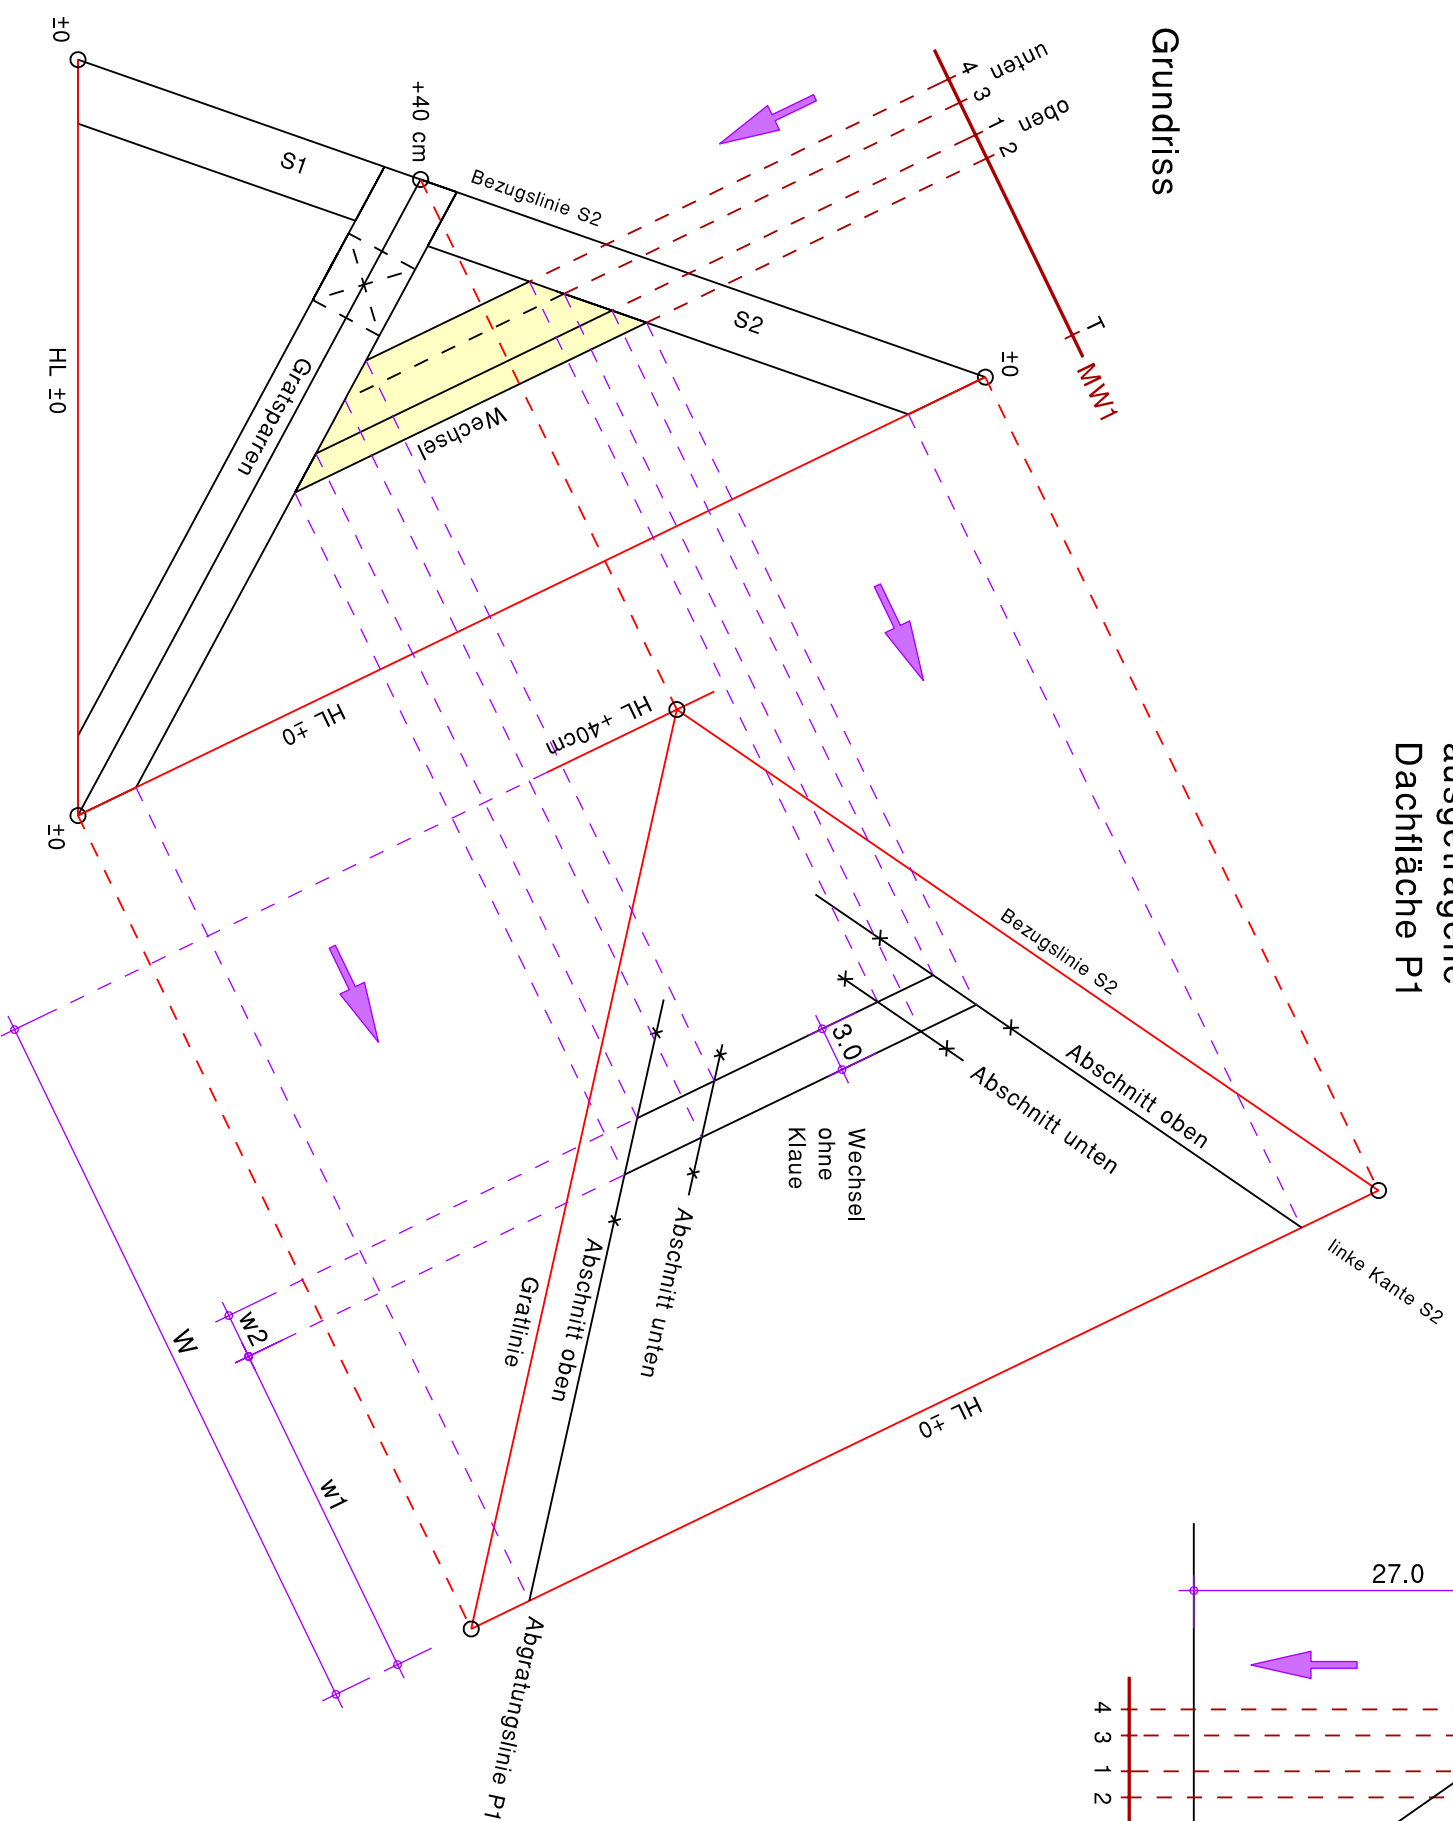 Grundriss
unten
4
3
oben
1
2
T
MW1
±0
+40 cm
S1
Bezugslinie S2
S2
±0
HL ±0
Gratsparren
Wechsel
HL ±0
HL +40cm
±0
ausgetragene
Dachfläche P1
Bezugslinie S2
Abschnitt oben
Abschnitt unten
3.0
Wechsel
ohne
Klaue
linke Kante S2
Abschnitt unten
Abschnitt oben
Gratlinie
HL ±0
W
w2
w1
Abgratungslinie P1
27.0
4
3
1
2